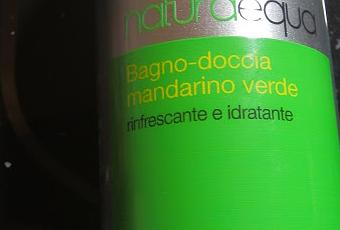 naturaequa
Bagno-doccia
mandarino verde
rinfrescante e idratante